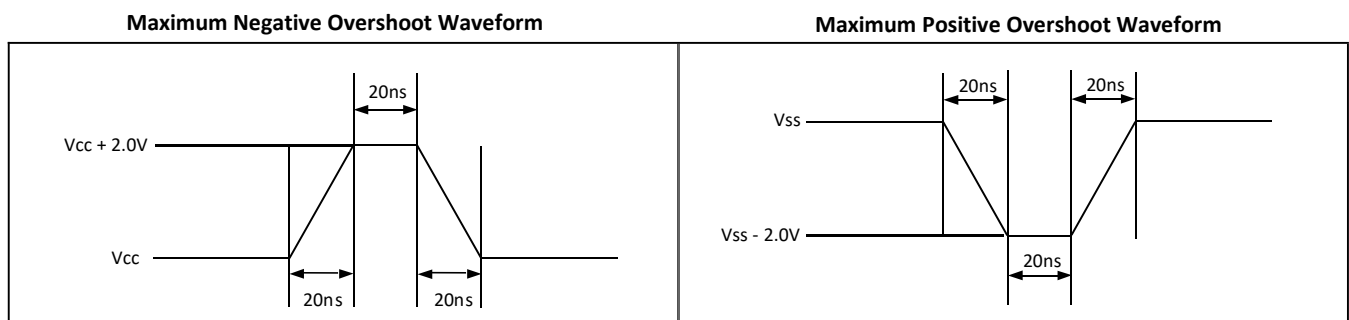 Maximum Negative Overshoot Waveform
20ns
Vcc + 2.0V
Vcc
20ns
20ns
Maximum Positive Overshoot Waveform
20ns
20ns
Vss
Vss - 2.0V
20ns